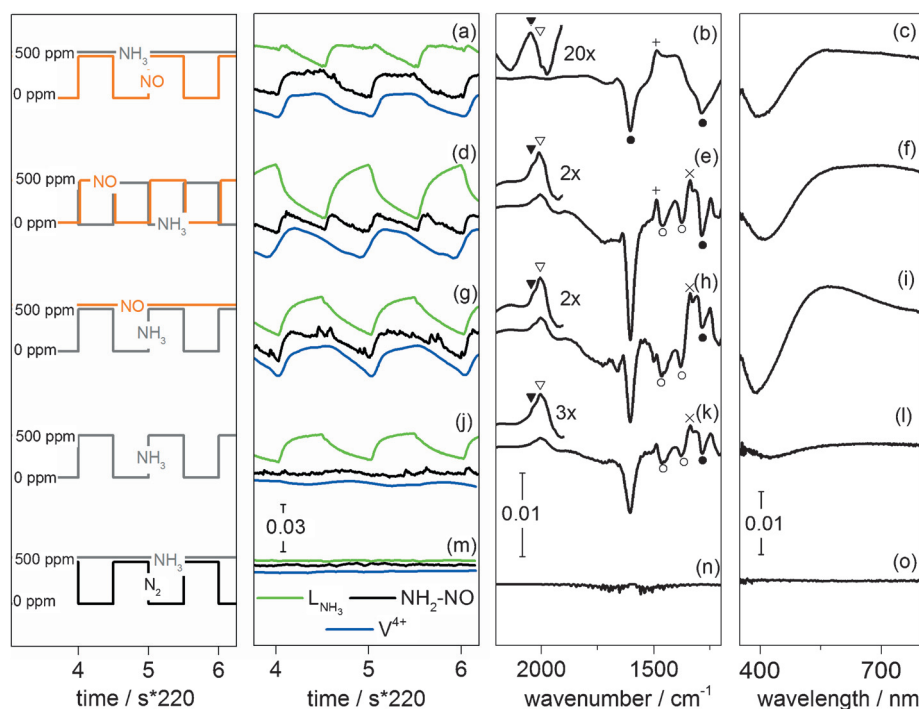 (a) (b) (c)
500 ppm NH₃ 20x +
NO
0 ppm
(d) (e) (f)
500 ppm NO 2x + ×
0 ppm NH₃
(g) (h) (i)
NO 2x ×
500 ppm
NH₃
0 ppm
(j) (k) (l)
500 ppm 3x ×
NH₃
0 ppm
0.03 0.01 0.01
(m) (n) (o)
500 ppm NH₃
N₂
0 ppm
L_NH₃ NH₂-NO
V⁴⁺
4 5 6 4 5 6 2000 1500 400 700
time / s*220 time / s*220 wavenumber / cm⁻¹ wavelength / nm